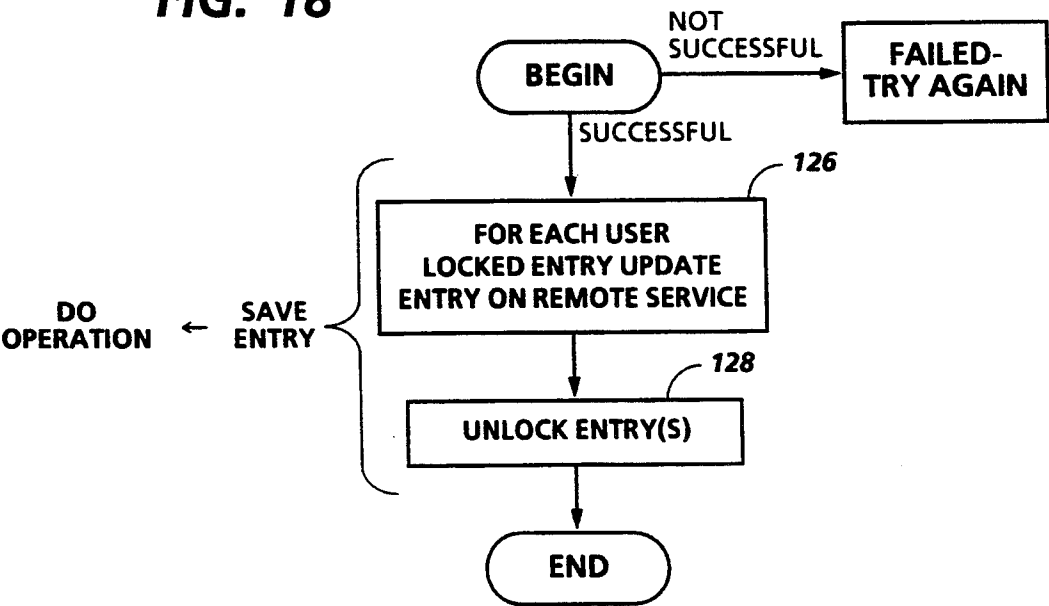 FIG. 18
NOT
SUCCESSFUL
BEGIN
FAILED-
TRY AGAIN
SUCCESSFUL
126
FOR EACH USER
LOCKED ENTRY UPDATE
ENTRY ON REMOTE SERVICE
DO
OPERATION
←
SAVE
ENTRY
128
UNLOCK ENTRY(S)
END